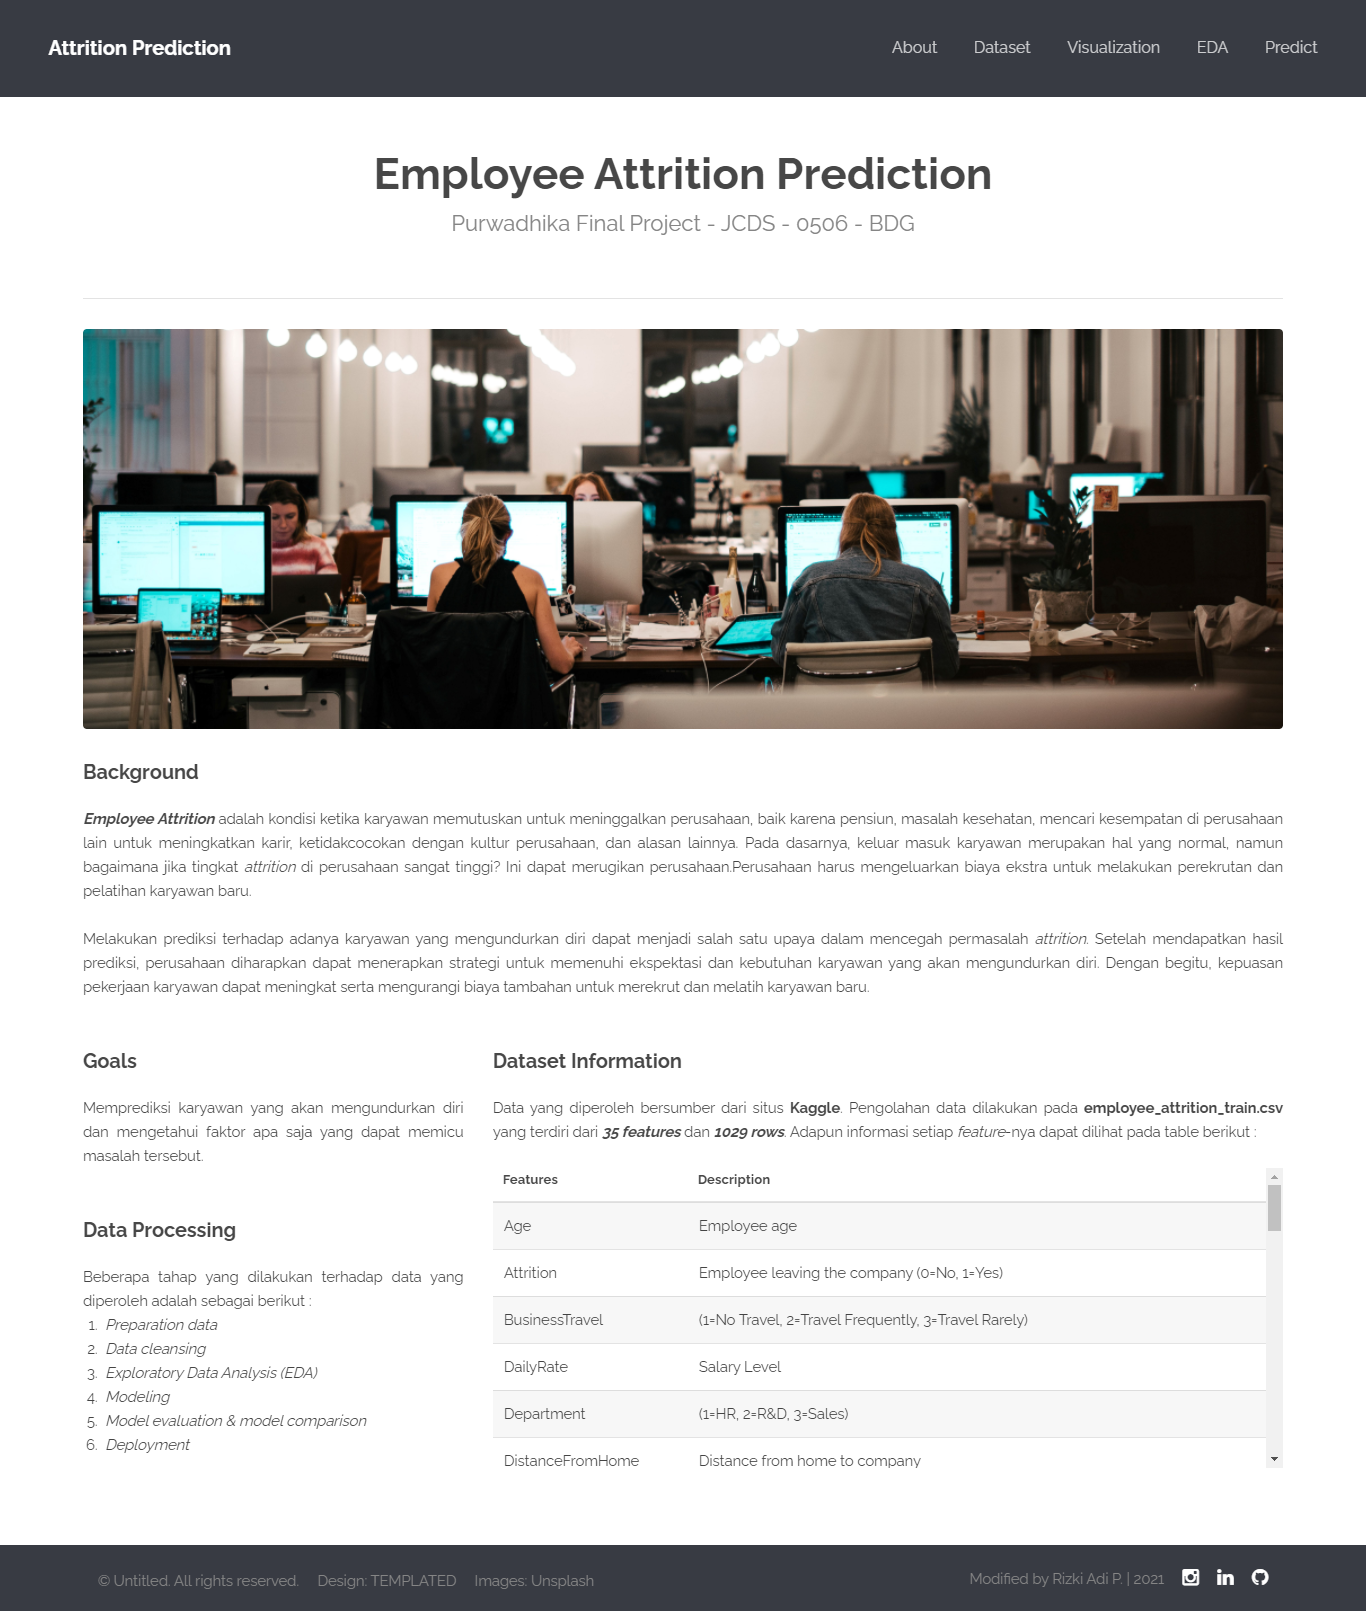 Attrition Prediction
About Dataset Visualization EDA Predict
Employee Attrition Prediction
Purwadhika Final Project - JCDS - 0506 - BDG
Background
Employee Attrition adalah kondisi ketika karyawan memutuskan untuk meninggalkan perusahaan, baik karena pensiun, masalah kesehatan, mencari kesempatan di perusahaan
lain untuk meningkatkan karir, ketidakcocokan dengan kultur perusahaan, dan alasan lainnya. Pada dasarnya, keluar masuk karyawan merupakan hal yang normal, namun
bagaimana jika tingkat attrition di perusahaan sangat tinggi? Ini dapat merugikan perusahaan.Perusahaan harus mengeluarkan biaya ekstra untuk melakukan perekrutan dan
pelatihan karyawan baru.
Melakukan prediksi terhadap adanya karyawan yang mengundurkan diri dapat menjadi salah satu upaya dalam mencegah permasalah attrition. Setelah mendapatkan hasil
prediksi, perusahaan diharapkan dapat menerapkan strategi untuk memenuhi ekspektasi dan kebutuhan karyawan yang akan mengundurkan diri. Dengan begitu, kepuasan
pekerjaan karyawan dapat meningkat serta mengurangi biaya tambahan untuk merekrut dan melatih karyawan baru.
Goals
Memprediksi karyawan yang akan mengundurkan diri
dan mengetahui faktor apa saja yang dapat memicu
masalah tersebut.
Data Processing
Beberapa tahap yang dilakukan terhadap data yang
diperoleh adalah sebagai berikut :
1. Preparation data
2. Data cleansing
3. Exploratory Data Analysis (EDA)
4. Modeling
5. Model evaluation & model comparison
6. Deployment
Dataset Information
Data yang diperoleh bersumber dari situs Kaggle. Pengolahan data dilakukan pada employee_attrition_train.csv
yang terdiri dari 35 features dan 1029 rows. Adapun informasi setiap feature-nya dapat dilihat pada table berikut :
Features Description
Age Employee age
Attrition Employee leaving the company (0=No, 1=Yes)
BusinessTravel (1=No Travel, 2=Travel Frequently, 3=Travel Rarely)
DailyRate Salary Level
Department (1=HR, 2=R&D, 3=Sales)
DistanceFromHome Distance from home to company
© Untitled. All rights reserved. Design: TEMPLATED Images: Unsplash
Modified by Rizki Adi P. | 2021